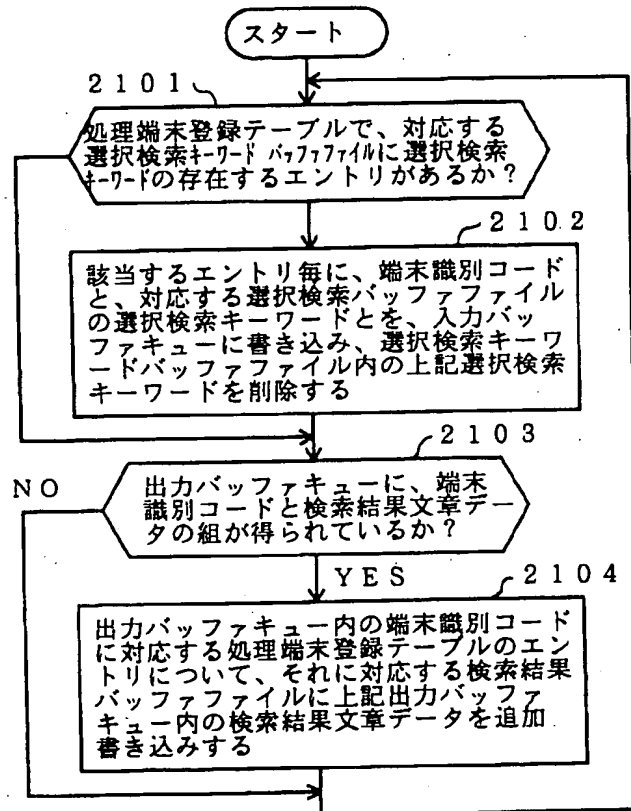 スタート
2101
処理端末登録テーブルで、対応する
選択検索キーワード バッファファイルに選択検索
キーワードの存在するエントリがあるか？
2102
該当するエントリ毎に、端末識別コード
と、対応する選択検索バッファファイル
の選択検索キーワードとを、入力バッ
ファキューに書き込み、選択検索キーワ
ードバッファファイル内の上記選択検索
キーワードを削除する
2103
NO
出力バッファキューに、端末
識別コードと検索結果文章デー
タの組が得られているか？
YES
2104
出力バッファキュー内の端末識別コード
に対応する処理端末登録テーブルのエン
トリについて、それに対応する検索結果
バッファファイルに上記出力バッファ
キュー内の検索結果文章データを追加
書き込みする